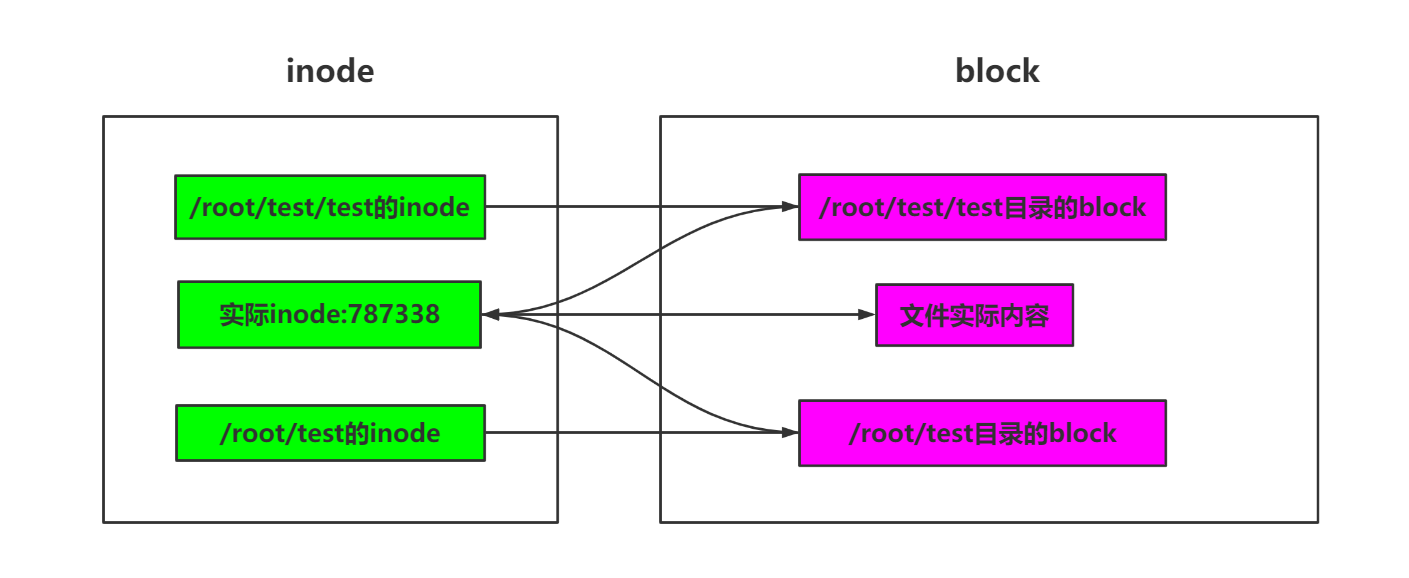 inode
block
/root/test/test的inode
/root/test/test目录的block
实际inode:787338
文件实际内容
/root/test的inode
/root/test目录的block